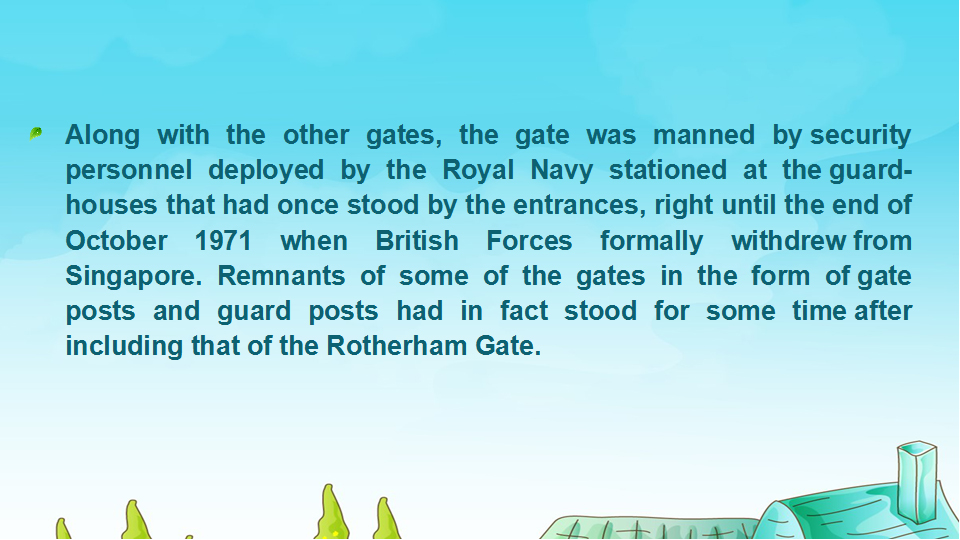 Along with the other gates, the gate was manned by security
personnel deployed by the Royal Navy stationed at the guard-
houses that had once stood by the entrances, right until the end of
October 1971 when British Forces formally withdrew from
Singapore. Remnants of some of the gates in the form of gate
posts and guard posts had in fact stood for some time after
including that of the Rotherham Gate.